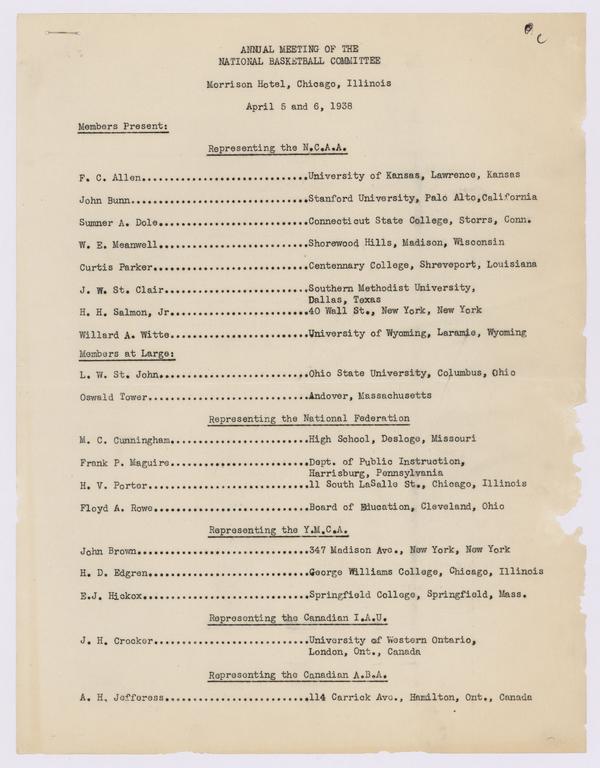 C
ANNUAL MEETING OF THE
NATIONAL BASKETBALL COMMITTEE
Morrison Hotel, Chicago, Illinois
April 5 and 6, 1938
Members Present:
Representing the N.C.A.A.
F. C. Allen..............................University of Kansas, Lawrence, Kansas
John Bunn................................Stanford University, Palo Alto,California
Sumner A. Dole...........................Connecticut State College, Storrs, Conn.
W. E. Meanwell...........................Shorewood Hills, Madison, Wisconsin
Curtis Parker............................Centennary College, Shreveport, Louisiana
J. W. St. Clair..........................Southern Methodist University,
Dallas, Texas
H. H. Salmon, Jr.........................40 Wall St., New York, New York
Willard A. Witte.........................University of Wyoming, Laramie, Wyoming
Members at Large:
L. W. St. John...........................Ohio State University, Columbus, Ohio
Oswald Tower.............................Andover, Massachusetts
Representing the National Federation
M. C. Cunningham.........................High School, Desloge, Missouri
Frank P. Maguire.........................Dept. of Public Instruction,
Harrisburg, Pennsylvania
H. V. Porter.............................11 South LaSalle St., Chicago, Illinois
Floyd A. Rowe............................Board of Education, Cleveland, Ohio
Representing the Y.M.C.A.
John Brown...............................347 Madison Ave., New York, New York
H. D. Edgren.............................George Williams College, Chicago, Illinois
E.J. Hickox..............................Springfield College, Springfield, Mass.
Representing the Canadian I.A.U.
J. H. Crocker............................University of Western Ontario,
London, Ont., Canada
Representing the Canadian A.B.A.
A. H. Jefferess..........................114 Carrick Ave., Hamilton, Ont., Canada